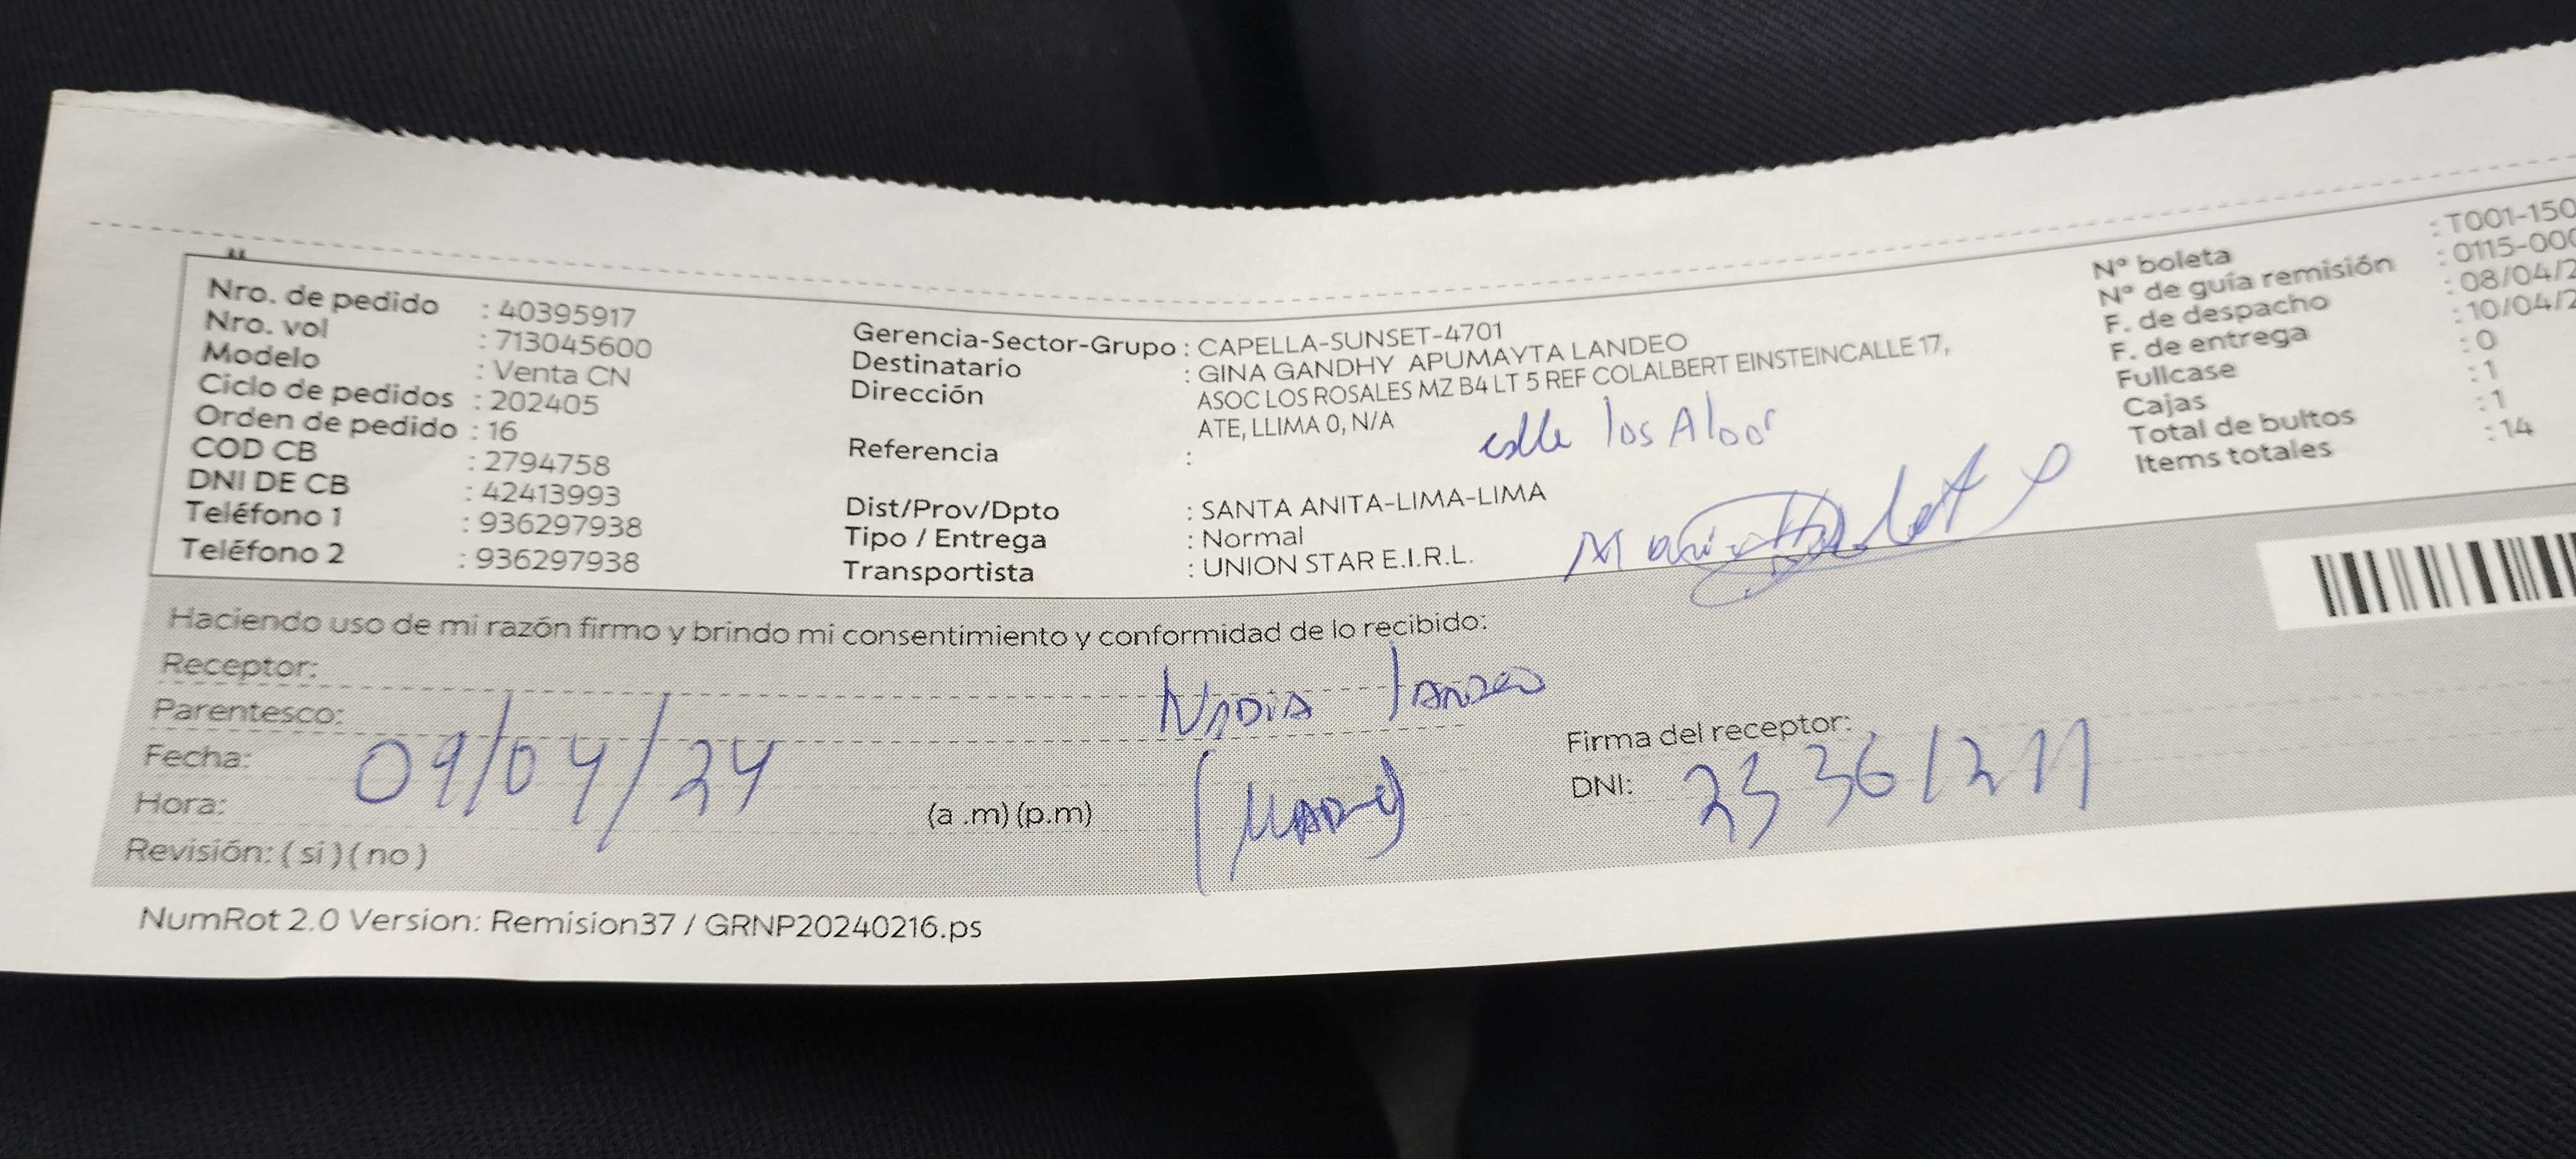 Nro. de pedido : 40395917
Nro. vol : 713045600
Modelo : Venta CN
Ciclo de pedidos : 202405
Orden de pedido : 16
COD CB : 2794758
DNI DE CB : 42413993
Teléfono 1 : 936297938
Teléfono 2 : 936297938
Gerencia-Sector-Grupo : CAPELLA-SUNSET-4701
Destinatario : GINA GANDHY APUMAYTA LANDEO
Dirección : ASOC LOS ROSALES MZ B4 LT 5 REF COLALBERT EINSTEINCALLE 17,
ATE, LLIMA 0, N/A
calle los
Referencia :
Dist/Prov/Dpto : SANTA ANITA-LIMA-LIMA
Tipo / Entrega : Normal
Transportista : UNION STAR E.I.R.L.
N° boleta : T001-150
N° de guía remisión : 0115-000
F. de despacho : 08/04/2
F. de entrega : 10/04/2
Fullcase : 0
Cajas : 1
Total de bultos : 1
Items totales : 14
Haciendo uso de mi razón firmo y brindo mi consentimiento y conformidad de lo recibido:
Receptor:
NADIA LANDEO
Parentesco:
Fecha: 09/04/24
Hora: (a .m) (p.m)
Revisión: ( si ) ( no )
Firma del receptor:
DNI: 23361211
NumRot 2.0 Version: Remision37 / GRNP20240216.ps